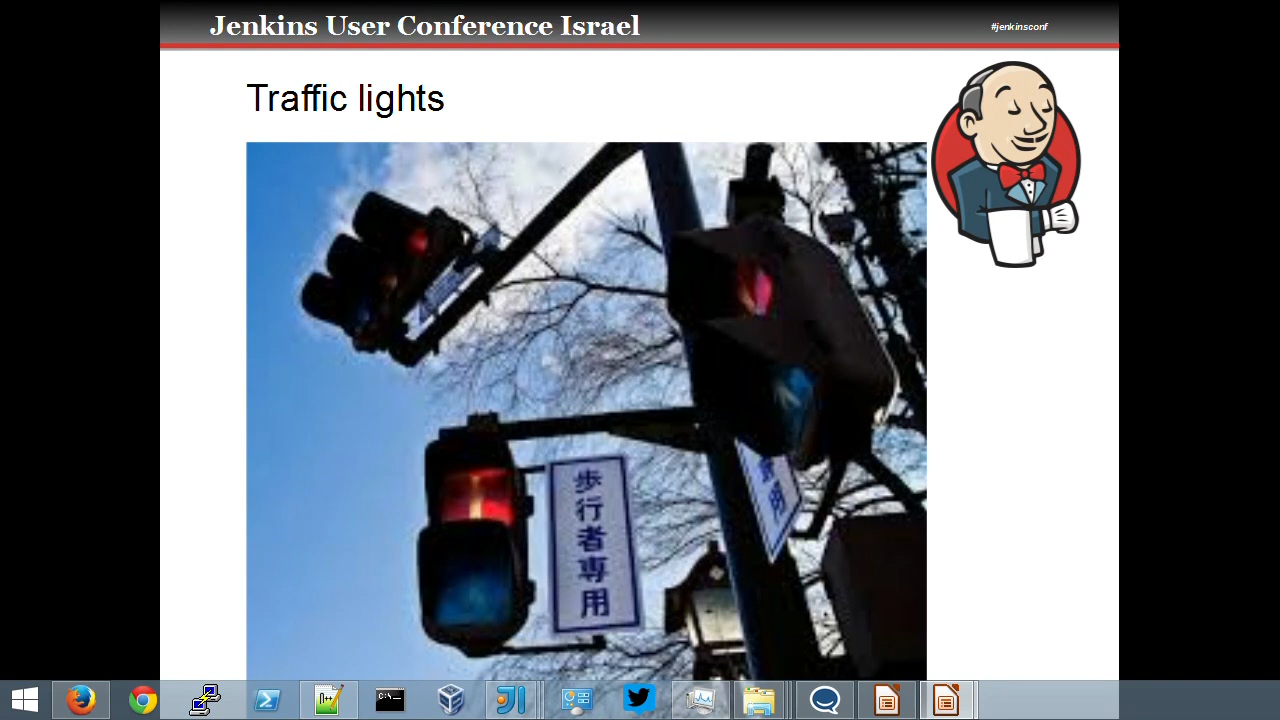 Jenkins User Conference Israel
#jenkinsconf
Traffic lights
歩行者専用